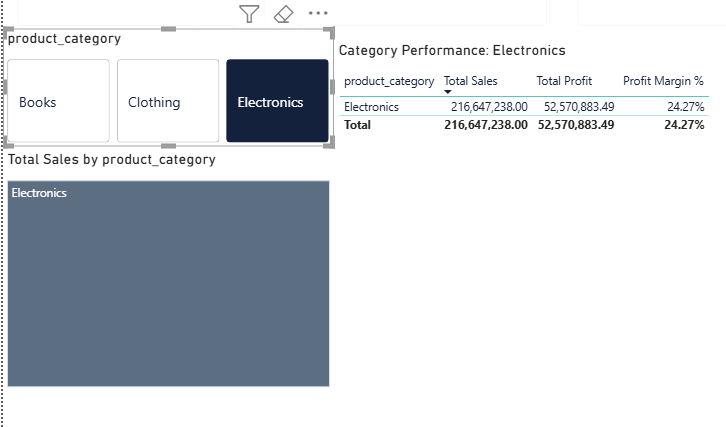 product_category
Books
Clothing
Electronics
Category Performance: Electronics
product_category Total Sales Total Profit Profit Margin %
Electronics 216,647,238.00 52,570,883.49 24.27%
Total 216,647,238.00 52,570,883.49 24.27%
Total Sales by product_category
Electronics